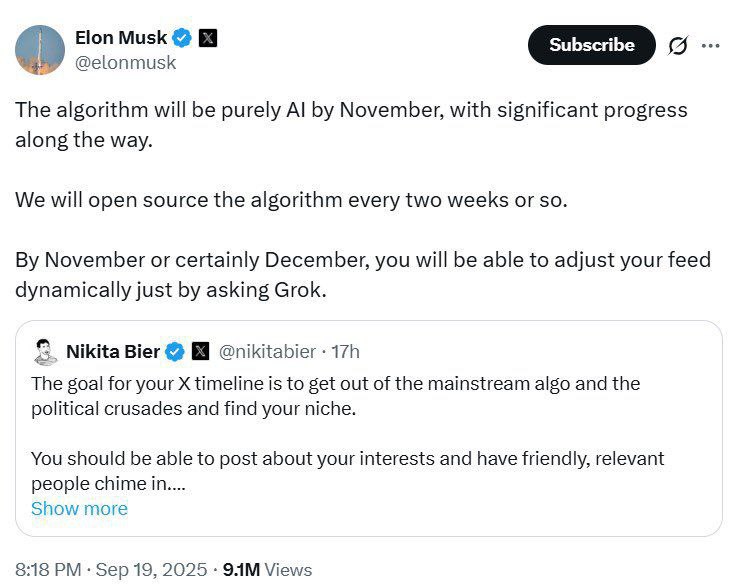 Elon Musk
@elonmusk
Subscribe
The algorithm will be purely AI by November, with significant progress
along the way.
We will open source the algorithm every two weeks or so.
By November or certainly December, you will be able to adjust your feed
dynamically just by asking Grok.
Nikita Bier @nikitabier · 17h
The goal for your X timeline is to get out of the mainstream algo and the
political crusades and find your niche.
You should be able to post about your interests and have friendly, relevant
people chime in....
Show more
8:18 PM · Sep 19, 2025 · 9.1M Views